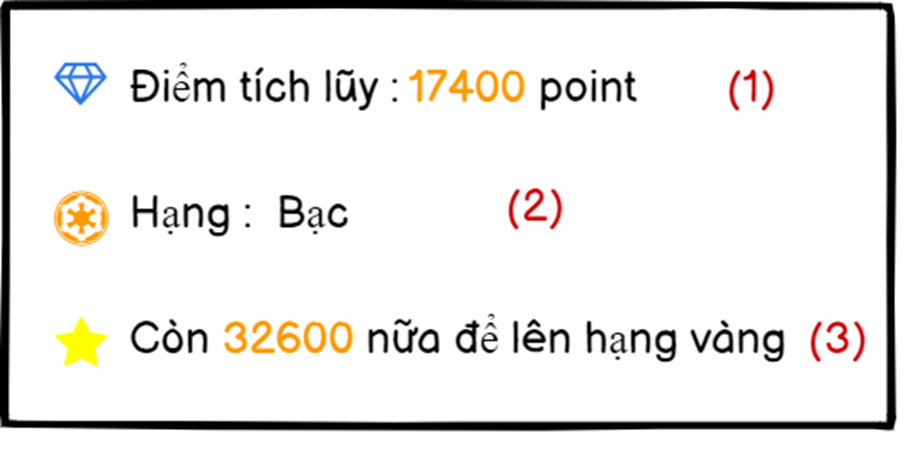 Điểm tích lũy : 17400 point (1)
Hạng : Bạc (2)
Còn 32600 nữa để lên hạng vàng (3)